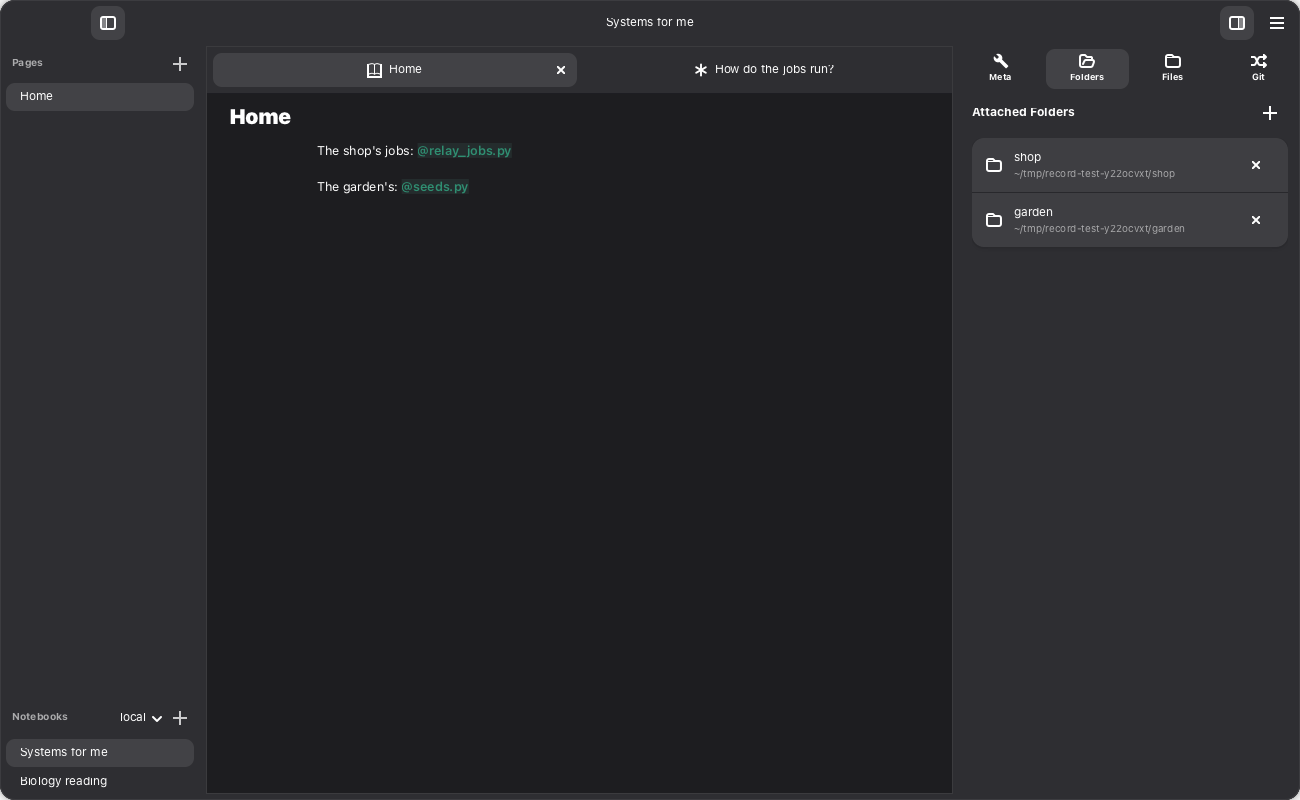 Systems for me
Pages
Home
Home
How do the jobs run?
Home
The shop's jobs: @relay_jobs.py
The garden's: @seeds.py
Meta
Folders
Files
Git
Attached Folders
shop
~/tmp/record-test-y22ocvxt/shop
garden
~/tmp/record-test-y22ocvxt/garden
Notebooks
local
Systems for me
Biology reading